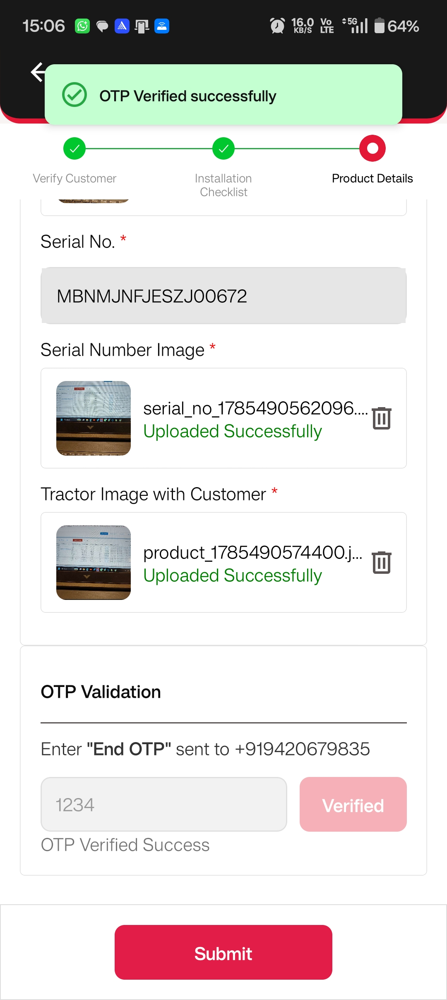 15:06
16.0 KB/S
Vo LTE
5G
64%
OTP Verified successfully
Verify Customer
Installation Checklist
Product Details
Serial No. *
MBNMJNFJESZJ00672
Serial Number Image *
serial_no_1785490562096....
Uploaded Successfully
Tractor Image with Customer *
product_1785490574400.j...
Uploaded Successfully
OTP Validation
Enter "End OTP" sent to +919420679835
1234
Verified
OTP Verified Success
Submit